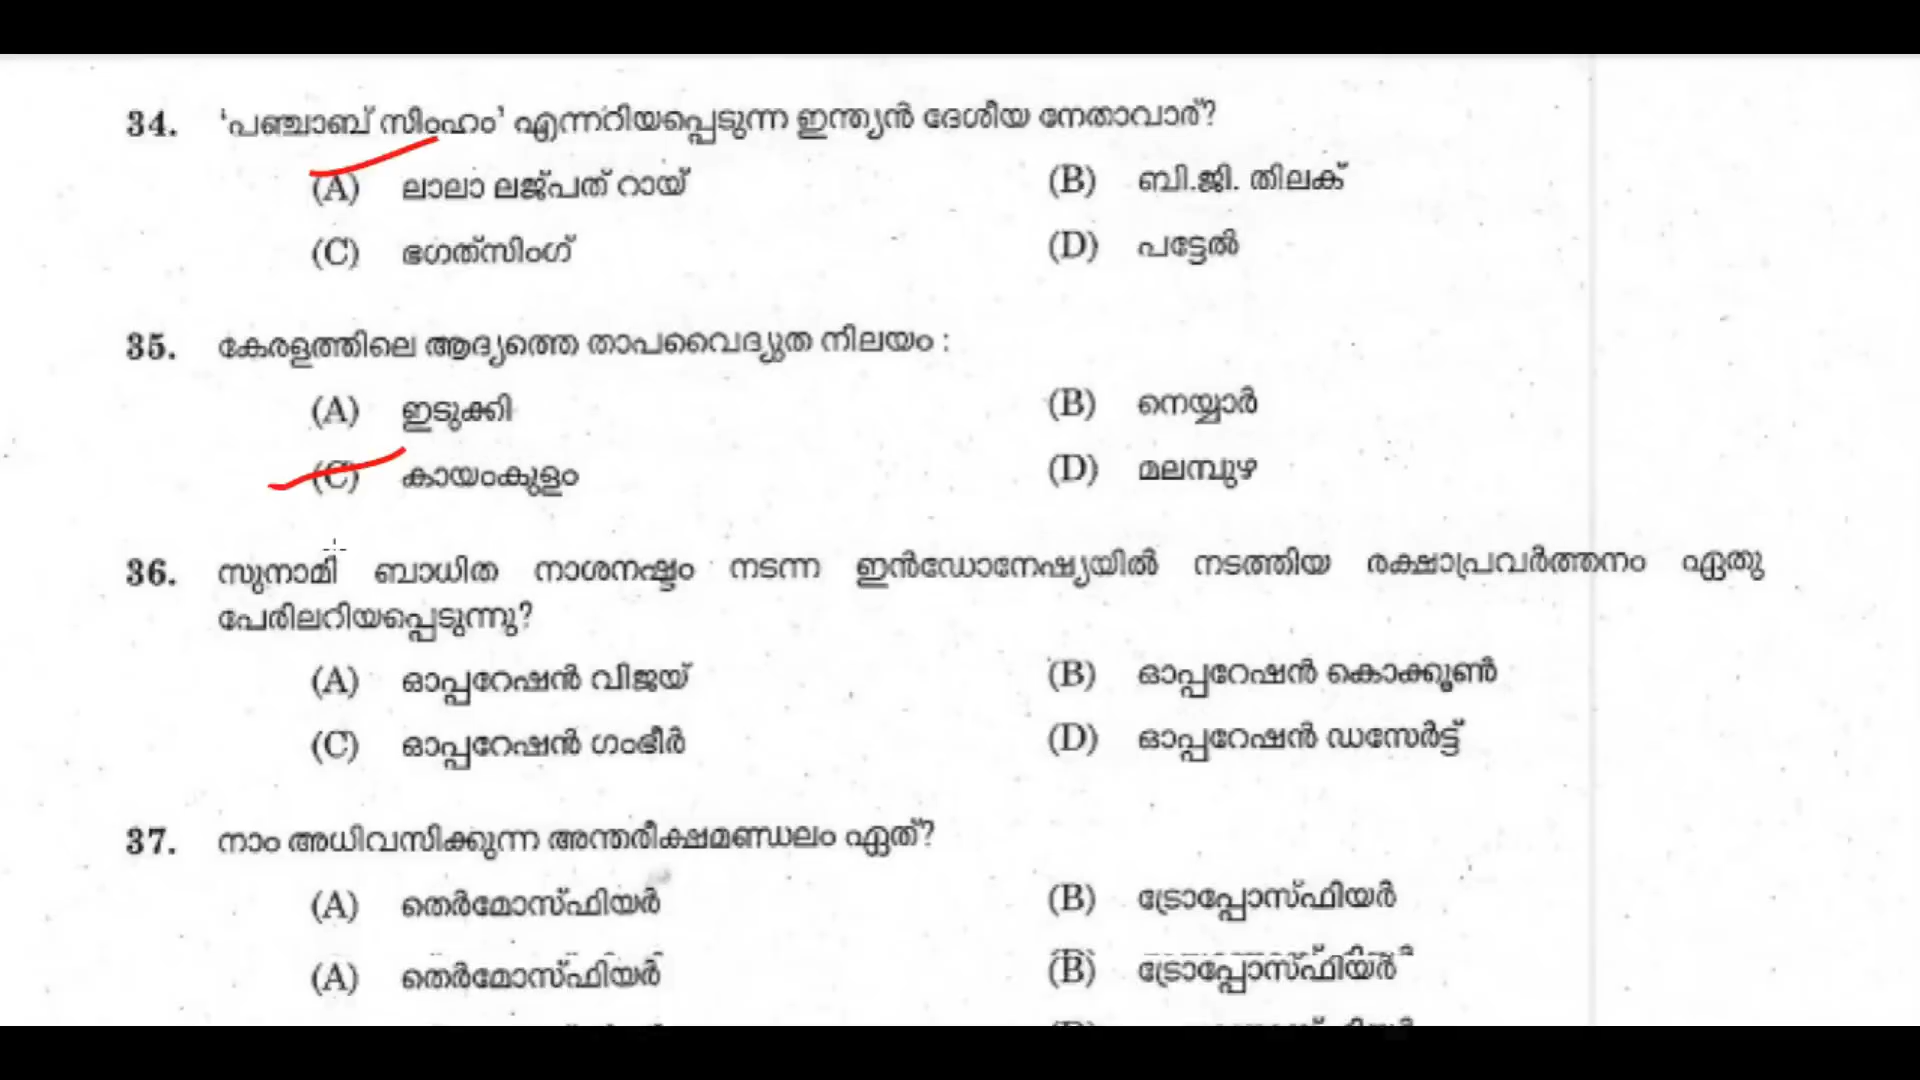 34. 'പഞ്ചാബ് സിംഹം' എന്നറിയപ്പെടുന്ന ഇന്ത്യൻ ദേശീയ നേതാവാര്?
(A) ലാലാ ലജ്പത് റായ് (B) ബി.ജി. തിലക്
(C) ഭഗത്സിംഗ് (D) പട്ടേൽ
35. കേരളത്തിലെ ആദ്യത്തെ താപവൈദ്യുത നിലയം :
(A) ഇടുക്കി (B) നെയ്യാർ
(C) കായംകുളം (D) മലമ്പുഴ
36. സുനാമി ബാധിത നാശനഷ്ടം നടന്ന ഇൻഡോനേഷ്യയിൽ നടത്തിയ രക്ഷാപ്രവർത്തനം ഏതു
പേരിലറിയപ്പെടുന്നു?
(A) ഓപ്പറേഷൻ വിജയ് (B) ഓപ്പറേഷൻ കൊക്കൂൺ
(C) ഓപ്പറേഷൻ ഗംഭീർ (D) ഓപ്പറേഷൻ ഡസേർട്ട്
37. നാം അധിവസിക്കുന്ന അന്തരീക്ഷമണ്ഡലം ഏത്?
(A) തെർമോസ്ഫിയർ (B) ട്രോപ്പോസ്ഫിയർ
(A) തെർമോസ്ഫിയർ (B) ട്രോപ്പോസ്ഫിയർ